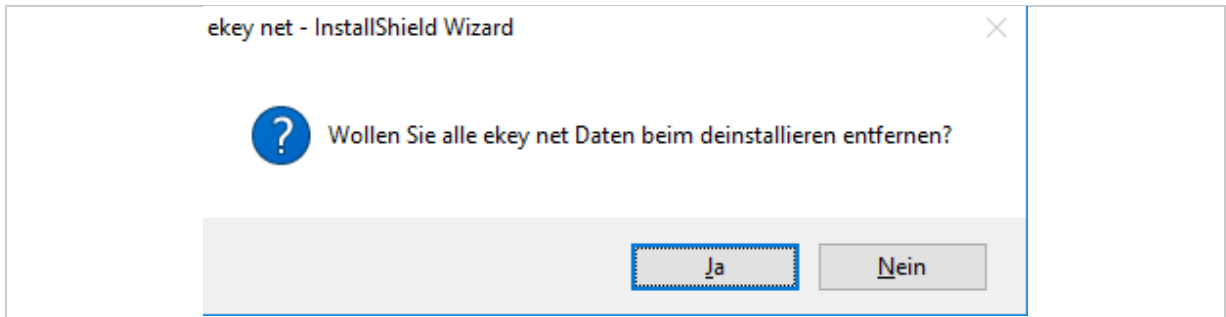 ekey net - InstallShield Wizard
?
Wollen Sie alle ekey net Daten beim deinstallieren entfernen?
Ja
Nein